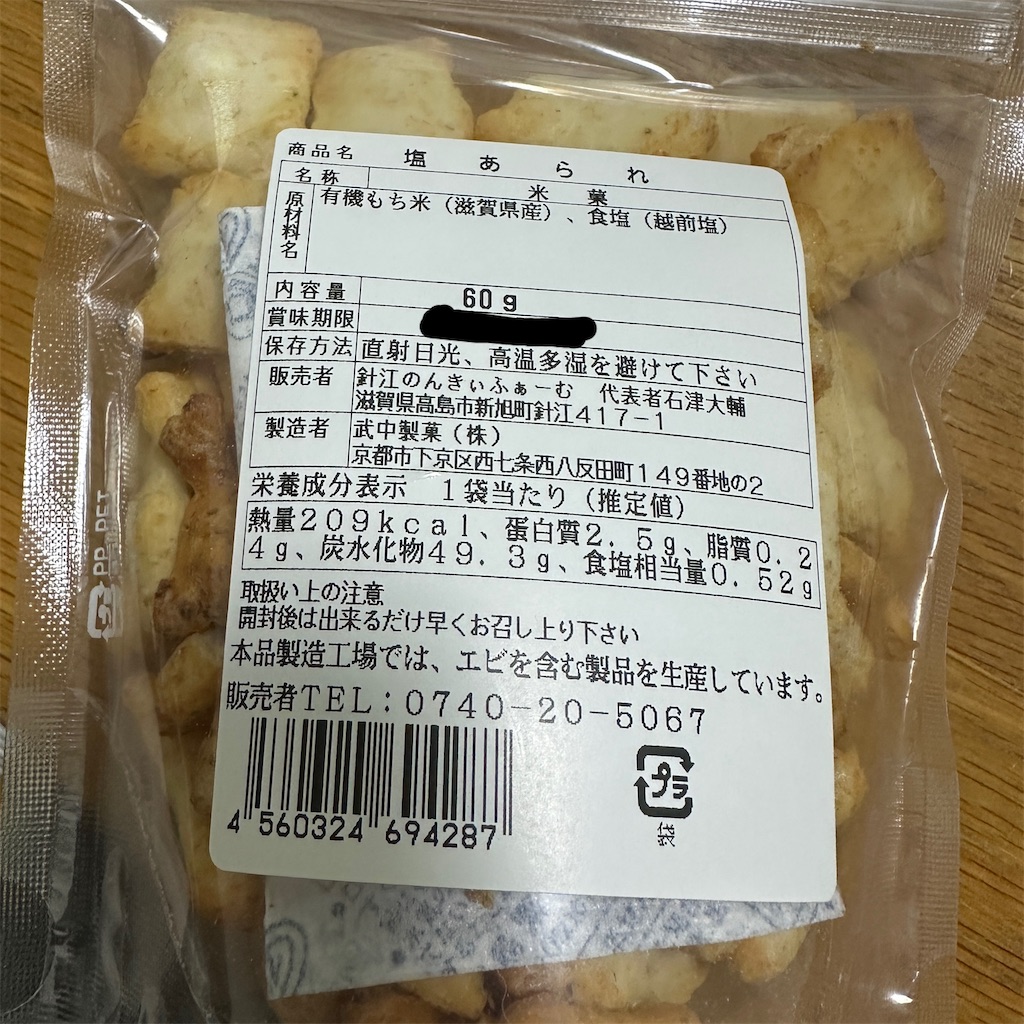 商品名 塩あられ
名称 米菓
原材料名 有機もち米（滋賀県産）、食塩（越前塩）
内容量 60g
賞味期限
保存方法 直射日光、高温多湿を避けて下さい
販売者 針江のんきぃふぁーむ 代表者石津大輔
滋賀県高島市新旭町針江417-1
製造者 武中製菓（株）
京都市下京区西七条西八反田町149番地の2
栄養成分表示 1袋当たり（推定値）
熱量209kcal、蛋白質2.5g、脂質0.2
4g、炭水化物49.3g、食塩相当量0.52g
取扱い上の注意
開封後は出来るだけ早くお召し上り下さい
本品製造工場では、エビを含む製品を生産しています。
販売者TEL:0740-20-5067
4 560324 694287
プラ
袋
PP,PET
プラ